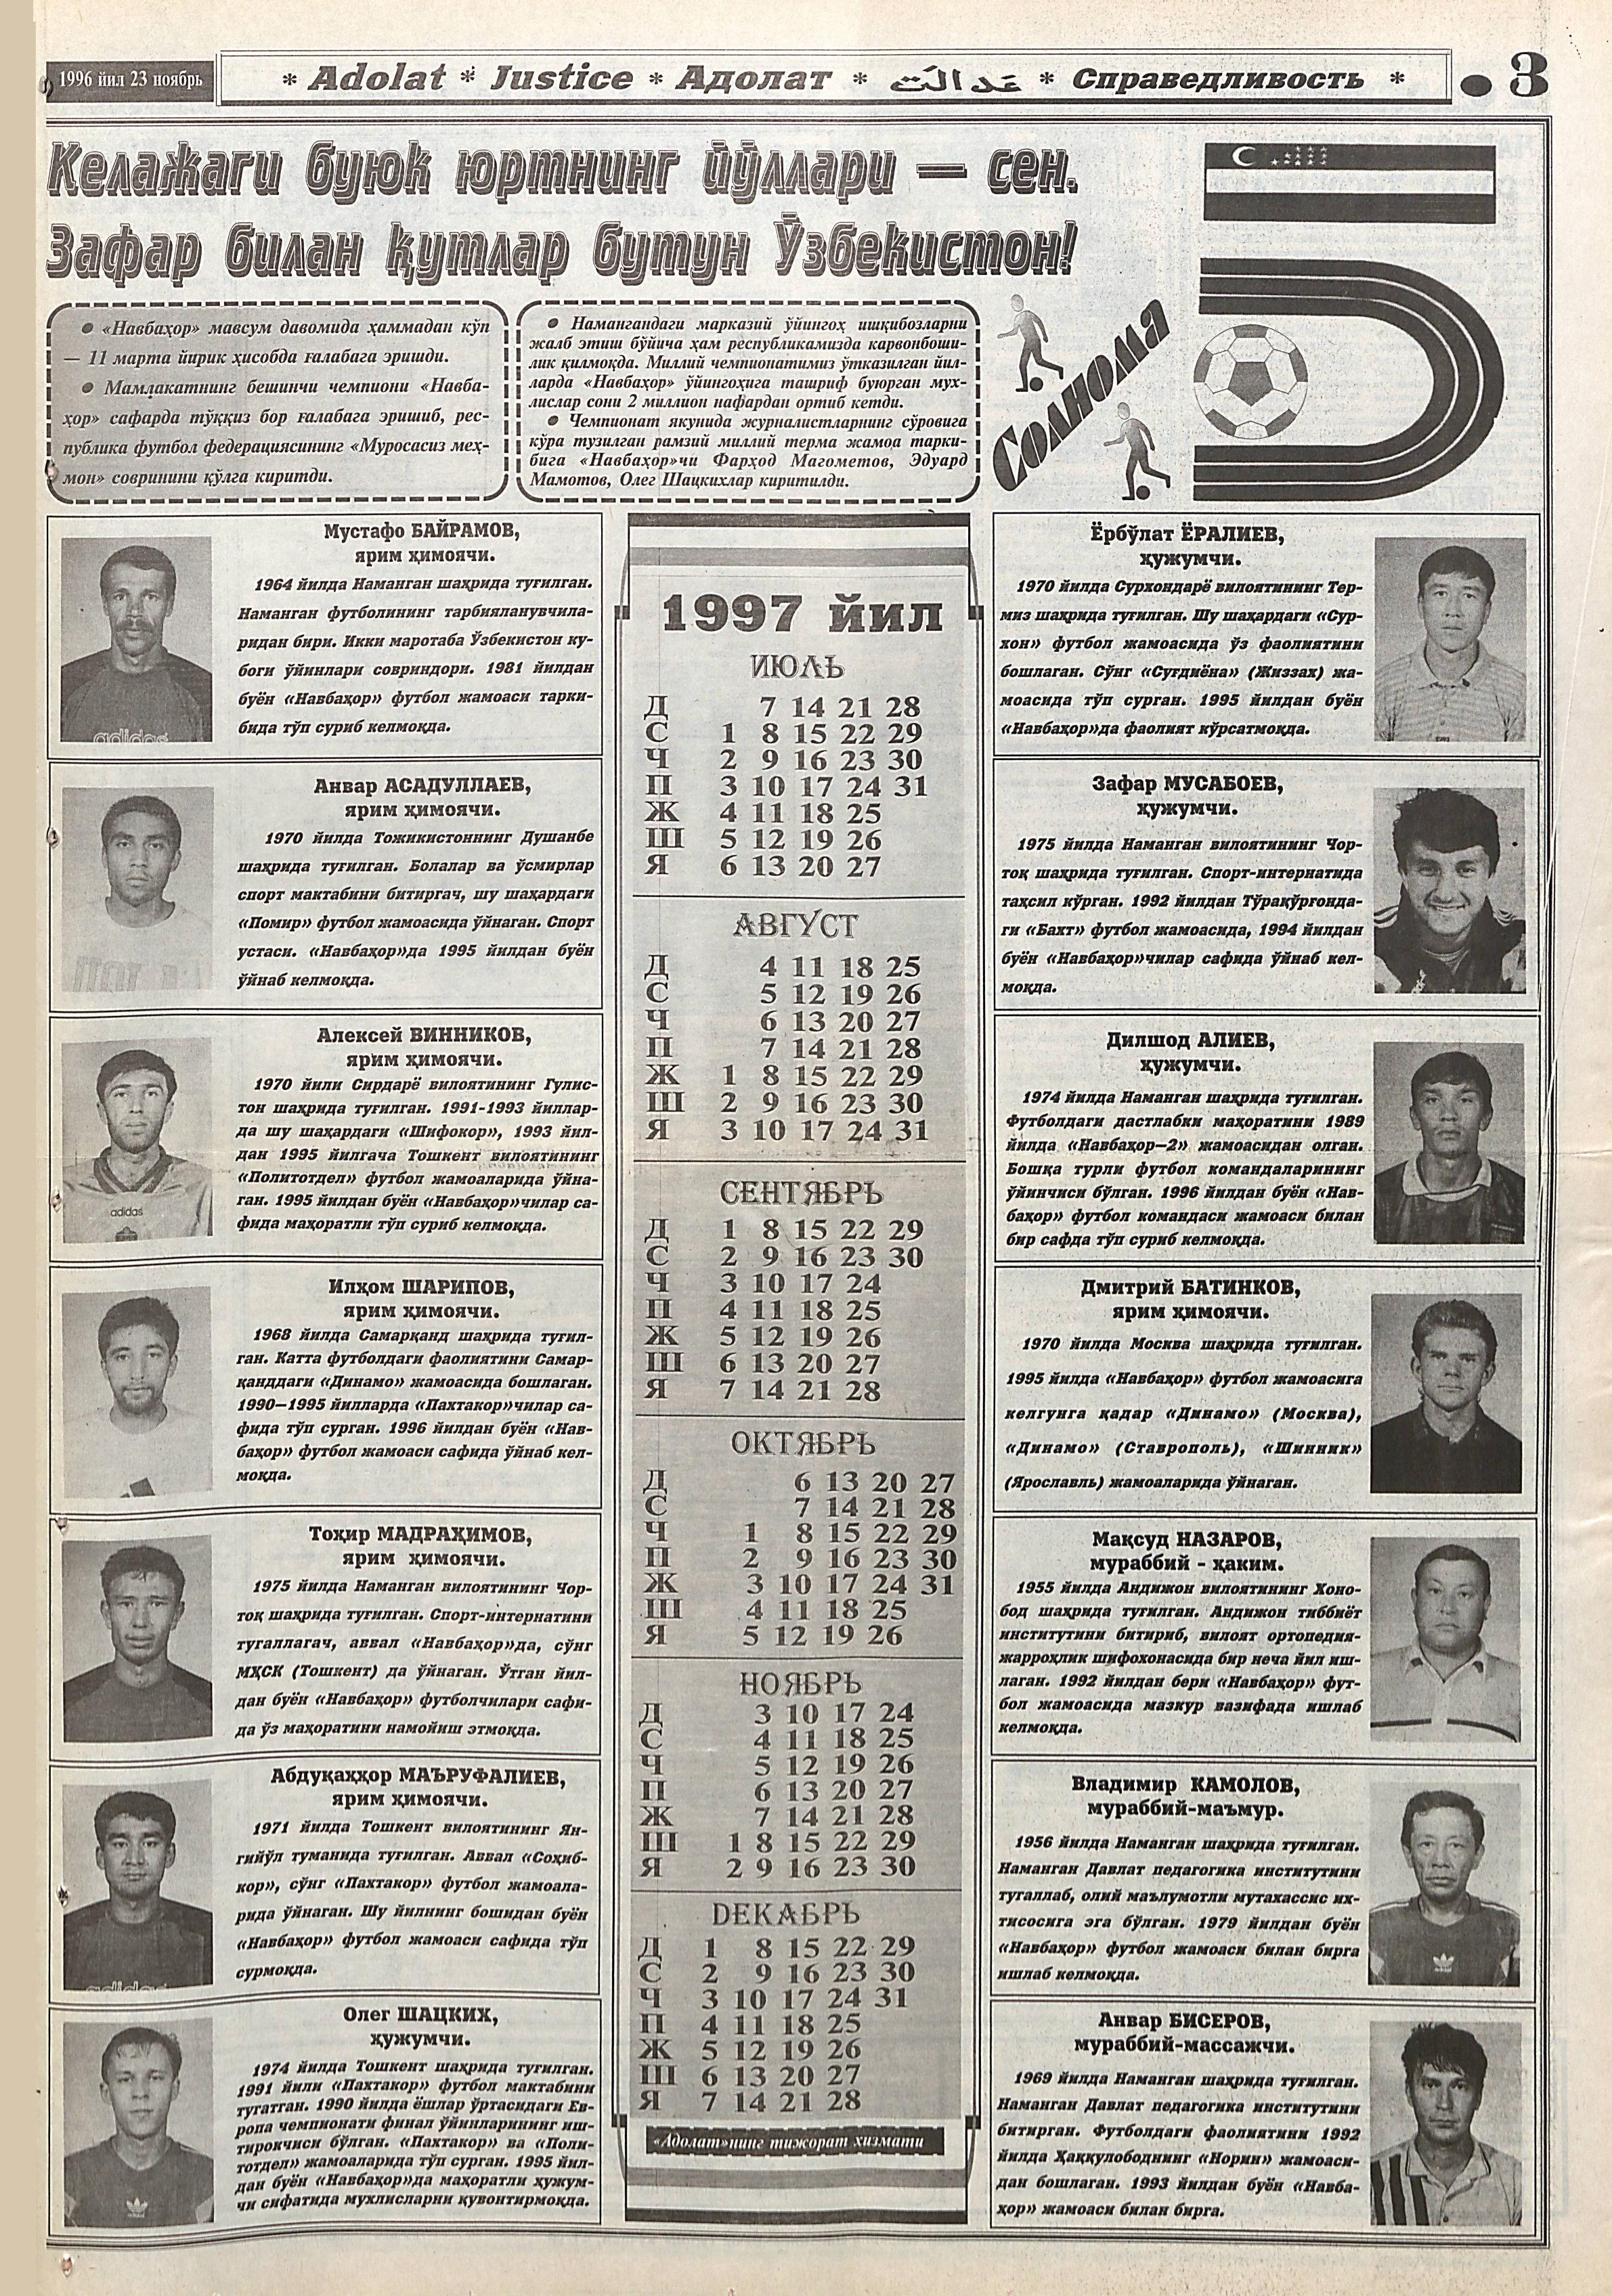 1996 йил 23 ноябрь
* Adolat * Justice * Адолат * عدالت * Справедливость *
3
Келажаги буюк юртнинг йўллари — сен.
Зафар билан қутлар бутун Ўзбекистон!
● «Навбаҳор» мавсум давомида ҳаммадан кўп
— 11 марта йирик ҳисобда ғалабага эришди.
● Мамлакатнинг бешинчи чемпиони «Навба-
ҳор» сафарда тўққиз бор ғалабага эришиб, рес-
публика футбол федерациясининг «Муросасиз меҳ-
мон» совринини қўлга киритди.
● Намангандаги марказий ўйингоҳ ишқибозларни
жалб этиш бўйича ҳам республикамизда карвонбоши-
лик қилмоқда. Миллий чемпионатимиз ўтказилган йил-
ларда «Навбаҳор» ўйингоҳига ташриф буюрган мух-
лислар сони 2 миллион нафардан ортиб кетди.
● Чемпионат якунида журналистларнинг сўровига
кўра тузилган рамзий миллий терма жамоа тарки-
бига «Навбаҳор»чи Фарҳод Магометов, Эдуард
Мамотов, Олег Шацкихлар киритилди.
Солнома
Мустафо БАЙРАМОВ,
ярим ҳимоячи.
1964 йилда Наманган шаҳрида туғилган.
Наманган футболининг тарбияланувчила-
ридан бири. Икки маротаба Ўзбекистон ку-
боги ўйинлари совриндори. 1981 йилдан
буён «Навбаҳор» футбол жамоаси тарки-
бида тўп суриб келмоқда.
adidas
Анвар АСАДУЛЛАЕВ,
ярим ҳимоячи.
1970 йилда Тожикистоннинг Душанбе
шаҳрида туғилган. Болалар ва ўсмирлар
спорт мактабини битиргач, шу шаҳардаги
«Помир» футбол жамоасида ўйнаган. Спорт
устаси. «Навбаҳор»да 1995 йилдан буён
ўйнаб келмоқда.
Алексей ВИННИКОВ,
ярим ҳимоячи.
1970 йили Сирдарё вилоятининг Гулис-
тон шаҳрида туғилган. 1991-1993 йиллар-
да шу шаҳардаги «Шифокор», 1993 йил-
дан 1995 йилгача Тошкент вилоятининг
«Политотдел» футбол жамоаларида ўйна-
ган. 1995 йилдан буён «Навбаҳор»чилар са-
фида маҳоратли тўп суриб келмоқда.
adidas
Илҳом ШАРИПОВ,
ярим ҳимоячи.
1968 йилда Самарқанд шаҳрида туғил-
ган. Катта футболдаги фаолиятини Самар-
қанддаги «Динамо» жамоасида бошлаган.
1990—1995 йилларда «Пахтакор»чилар са-
фида тўп сурган. 1996 йилдан буён «Нав-
баҳор» футбол жамоаси сафида ўйнаб кел-
моқда.
Тоҳир МАДРАҲИМОВ,
ярим ҳимоячи.
1975 йилда Наманган вилоятининг Чор-
тоқ шаҳрида туғилган. Спорт-интернатини
тугаллагач, аввал «Навбаҳор»да, сўнг
МҲСК (Тошкент) да ўйнаган. Ўтган йил-
дан буён «Навбаҳор» футболчилари сафи-
да ўз маҳоратини намойиш этмоқда.
Абдуқаҳҳор МАЪРУФАЛИЕВ,
ярим ҳимоячи.
1971 йилда Тошкент вилоятининг Ян-
гийўл туманида туғилган. Аввал «Соҳиб-
кор», сўнг «Пахтакор» футбол жамоала-
рида ўйнаган. Шу йилнинг бошидан буён
«Навбаҳор» футбол жамоаси сафида тўп
сурмоқда.
adidas
Олег ШАЦКИХ,
ҳужумчи.
1974 йилда Тошкент шаҳрида туғилган.
1991 йили «Пахтакор» футбол мактабини
тугатган. 1990 йилда ёшлар ўртасидаги Ев-
ропа чемпионати финал ўйинларининг иш-
тирокчиси бўлган. «Пахтакор» ва «Поли-
тотдел» жамоаларида тўп сурган. 1995 йил-
дан буён «Навбаҳор»да маҳоратли ҳужум-
чи сифатида мухлисларни қувонтирмоқда.
1997 йил
ИЮЛЬ
Д 7 14 21 28
С 1 8 15 22 29
Ч 2 9 16 23 30
П 3 10 17 24 31
Ж 4 11 18 25
Ш 5 12 19 26
Я 6 13 20 27
АВГУСТ
Д 4 11 18 25
С 5 12 19 26
Ч 6 13 20 27
П 7 14 21 28
Ж 1 8 15 22 29
Ш 2 9 16 23 30
Я 3 10 17 24 31
СЕНТЯБРЬ
Д 1 8 15 22 29
С 2 9 16 23 30
Ч 3 10 17 24
П 4 11 18 25
Ж 5 12 19 26
Ш 6 13 20 27
Я 7 14 21 28
ОКТЯБРЬ
Д 6 13 20 27
С 7 14 21 28
Ч 1 8 15 22 29
П 2 9 16 23 30
Ж 3 10 17 24 31
Ш 4 11 18 25
Я 5 12 19 26
НОЯБРЬ
Д 3 10 17 24
С 4 11 18 25
Ч 5 12 19 26
П 6 13 20 27
Ж 7 14 21 28
Ш 1 8 15 22 29
Я 2 9 16 23 30
DЕКАБРЬ
Д 1 8 15 22 29
С 2 9 16 23 30
Ч 3 10 17 24 31
П 4 11 18 25
Ж 5 12 19 26
Ш 6 13 20 27
Я 7 14 21 28
«Адолат»нинг тижорат хизмати
Ёрбўлат ЁРАЛИЕВ,
ҳужумчи.
1970 йилда Сурхондарё вилоятининг Тер-
миз шаҳрида туғилган. Шу шаҳардаги «Сур-
хон» футбол жамоасида ўз фаолиятини
бошлаган. Сўнг «Суғдиёна» (Жиззах) жа-
моасида тўп сурган. 1995 йилдан буён
«Навбаҳор»да фаолият кўрсатмоқда.
Зафар МУСАБОЕВ,
ҳужумчи.
1975 йилда Наманган вилоятининг Чор-
тоқ шаҳрида туғилган. Спорт-интернатида
таҳсил кўрган. 1992 йилдан Тўрақўрғонда-
ги «Бахт» футбол жамоасида, 1994 йилдан
буён «Навбаҳор»чилар сафида ўйнаб кел-
моқда.
Дилшод АЛИЕВ,
ҳужумчи.
1974 йилда Наманган шаҳрида туғилган.
Футболдаги дастлабки маҳоратини 1989
йилда «Навбаҳор—2» жамоасидан олган.
Бошқа турли футбол командаларининг
ўйинчиси бўлган. 1996 йилдан буён «Нав-
баҳор» футбол командаси жамоаси билан
бир сафда тўп суриб келмоқда.
Дмитрий БАТИНКОВ,
ярим ҳимоячи.
1970 йилда Москва шаҳрида туғилган.
1995 йилда «Навбаҳор» футбол жамоасига
келгунга қадар «Динамо» (Москва),
«Динамо» (Ставрополь), «Шинник»
(Ярославль) жамоаларида ўйнаган.
Мақсуд НАЗАРОВ,
мураббий - ҳаким.
1955 йилда Андижон вилоятининг Хоно-
бод шаҳрида туғилган. Андижон тиббиёт
институтини битириб, вилоят ортопедия-
жарроҳлик шифохонасида бир неча йил иш-
лаган. 1992 йилдан бери «Навбаҳор» фут-
бол жамоасида мазкур вазифада ишлаб
келмоқда.
Владимир КАМОЛОВ,
мураббий-маъмур.
1956 йилда Наманган шаҳрида туғилган.
Наманган Давлат педагогика институтини
тугаллаб, олий маълумотли мутахассис их-
тисосига эга бўлган. 1979 йилдан буён
«Навбаҳор» футбол жамоаси билан бирга
ишлаб келмоқда.
Анвар БИСЕРОВ,
мураббий-массажчи.
1969 йилда Наманган шаҳрида туғилган.
Наманган Давлат педагогика институтини
битирган. Футболдаги фаолиятини 1992
йилда Ҳаққулободнинг «Норин» жамоаси-
дан бошлаган. 1993 йилдан буён «Навба-
ҳор» жамоаси билан бирга.